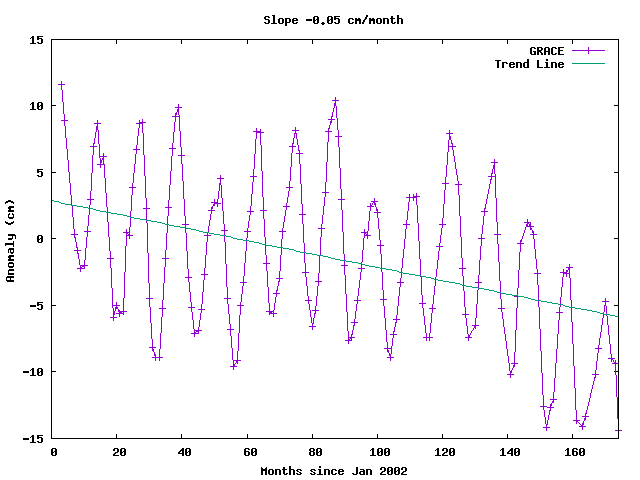 Slope -0.05 cm/month
GRACE
Trend Line
15
10
5
0
-5
-10
-15
Anomaly (cm)
0 20 40 60 80 100 120 140 160
Months since Jan 2002